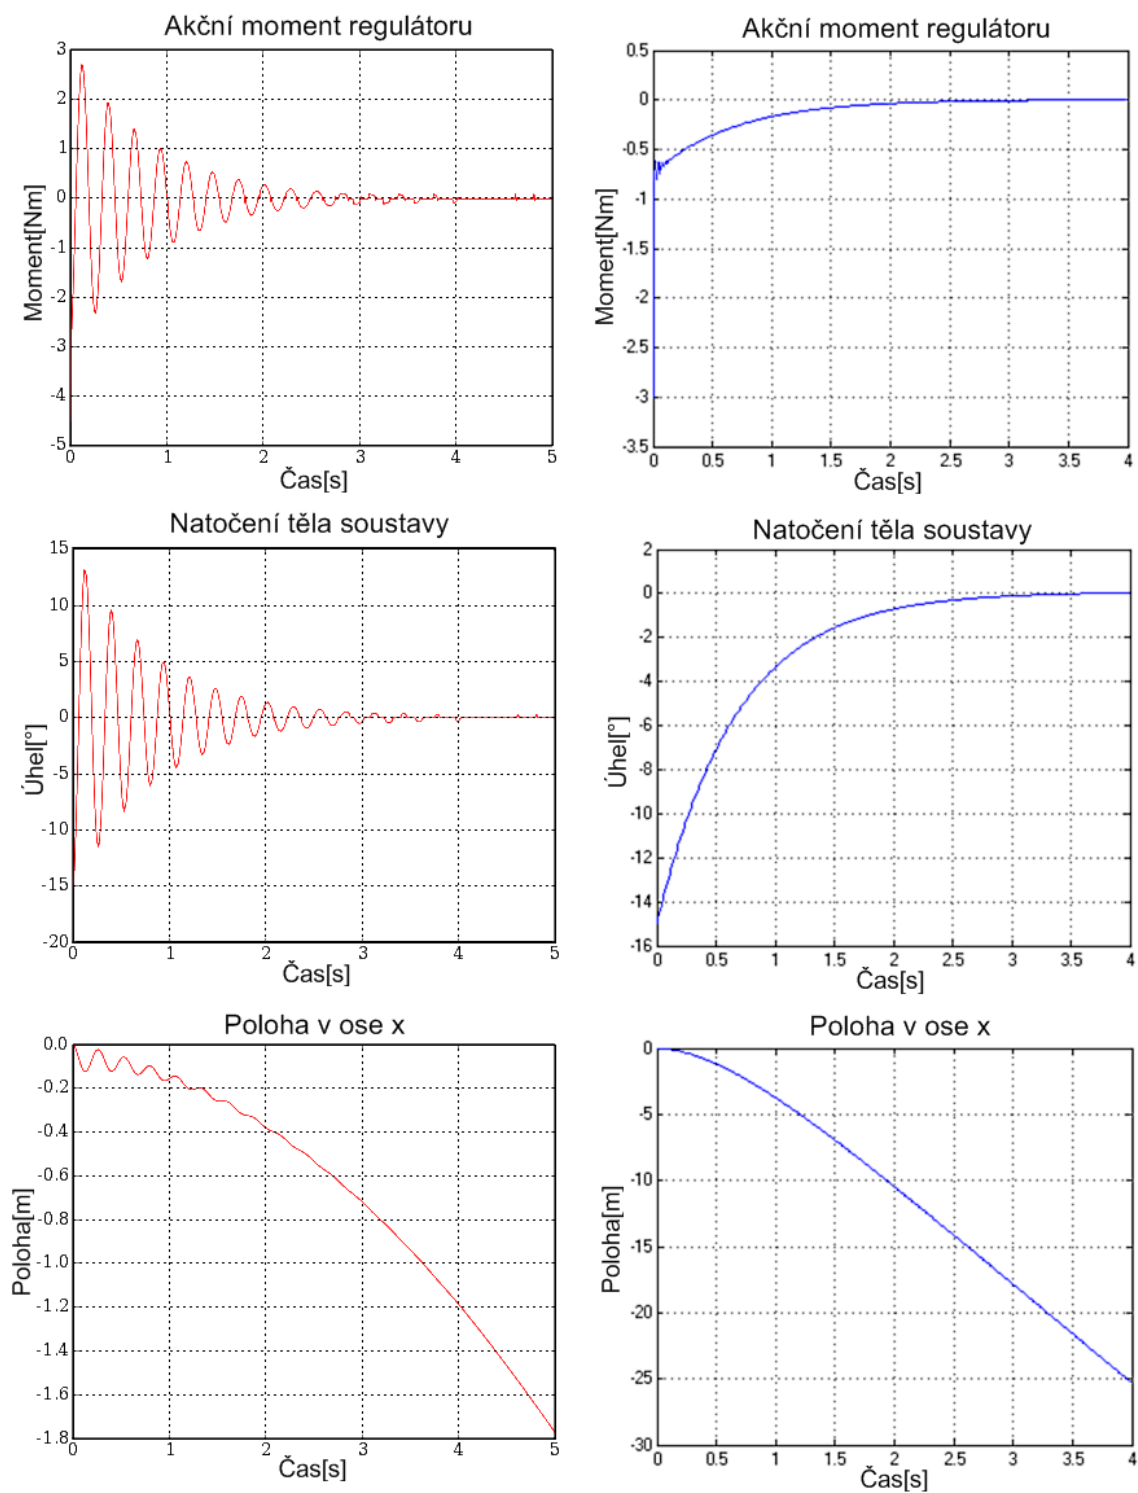 Akční moment regulátoru
3
2
1
0
-1
-2
-3
-4
-5
Moment[Nm]
0 1 2 3 4 5
Čas[s]
Akční moment regulátoru
0.5
0
-0.5
-1
-1.5
-2
-2.5
-3
-3.5
Moment[Nm]
0 0.5 1 1.5 2 2.5 3 3.5 4
Čas[s]
Natočení těla soustavy
15
10
5
0
-5
-10
-15
-20
Úhel[°]
0 1 2 3 4 5
Čas[s]
Natočení těla soustavy
2
0
-2
-4
-6
-8
-10
-12
-14
-16
Úhel[°]
0 0.5 1 1.5 2 2.5 3 3.5 4
Čas[s]
Poloha v ose x
0.0
-0.2
-0.4
-0.6
-0.8
-1.0
-1.2
-1.4
-1.6
-1.8
Poloha[m]
0 1 2 3 4 5
Čas[s]
Poloha v ose x
0
-5
-10
-15
-20
-25
-30
Poloha[m]
0 0.5 1 1.5 2 2.5 3 3.5 4
Čas[s]